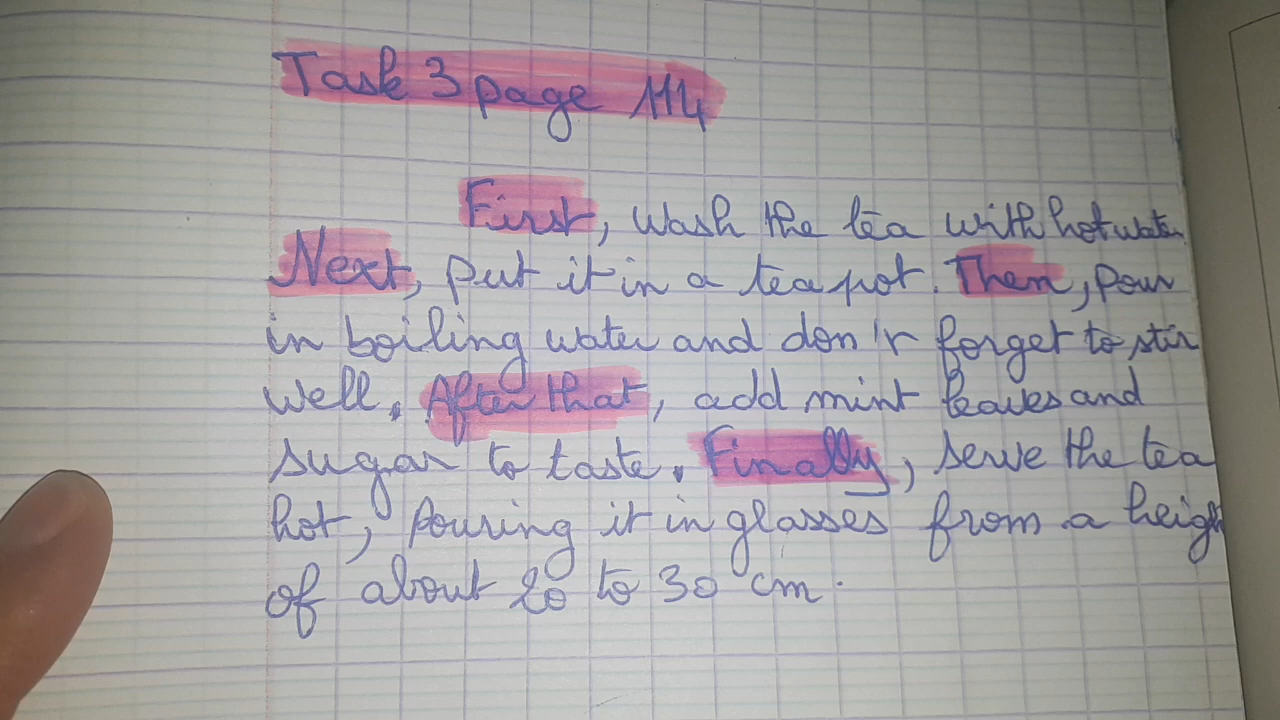 Task 3 page 114
First, wash the tea with hot water.
Next, put it in a tea pot. Then, pour
in boiling water and don't forget to stir
well. After that, add mint leaves and
sugar to taste. Finally, serve the tea
hot, pouring it in glasses from a heigh
of about 20 to 30 cm.